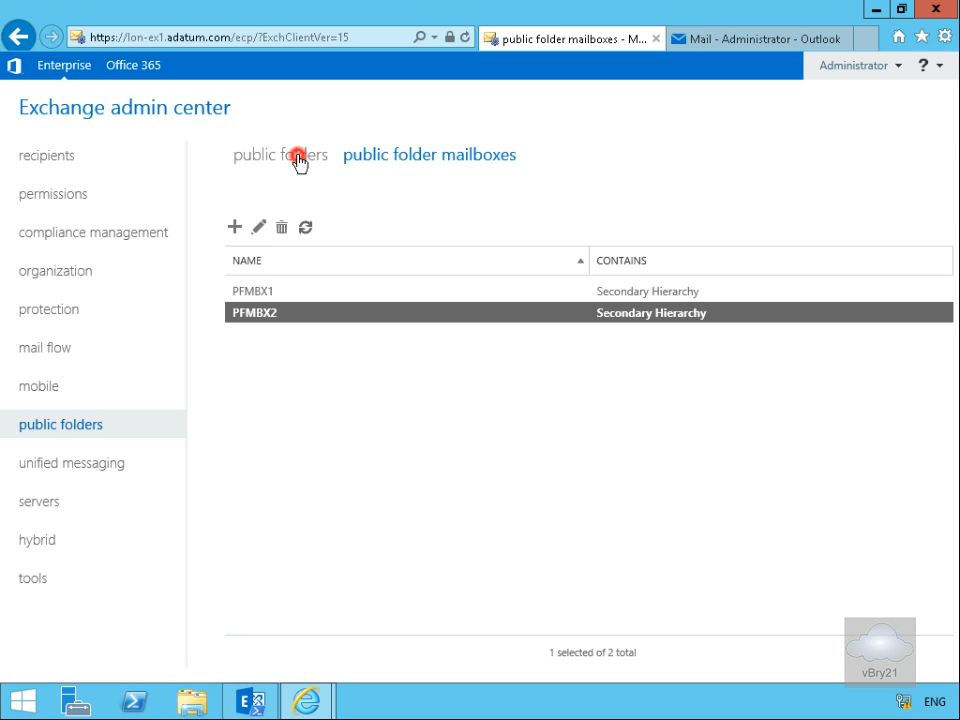 https://lon-ex1.adatum.com/ecp/?ExchClientVer=15
public folder mailboxes - M...
Mail - Administrator - Outlook
Enterprise
Office 365
Administrator
?
Exchange admin center
recipients
permissions
compliance management
organization
protection
mail flow
mobile
public folders
unified messaging
servers
hybrid
tools
public folders
public folder mailboxes
NAME
CONTAINS
PFMBX1
Secondary Hierarchy
PFMBX2
Secondary Hierarchy
1 selected of 2 total
vBry21
ENG